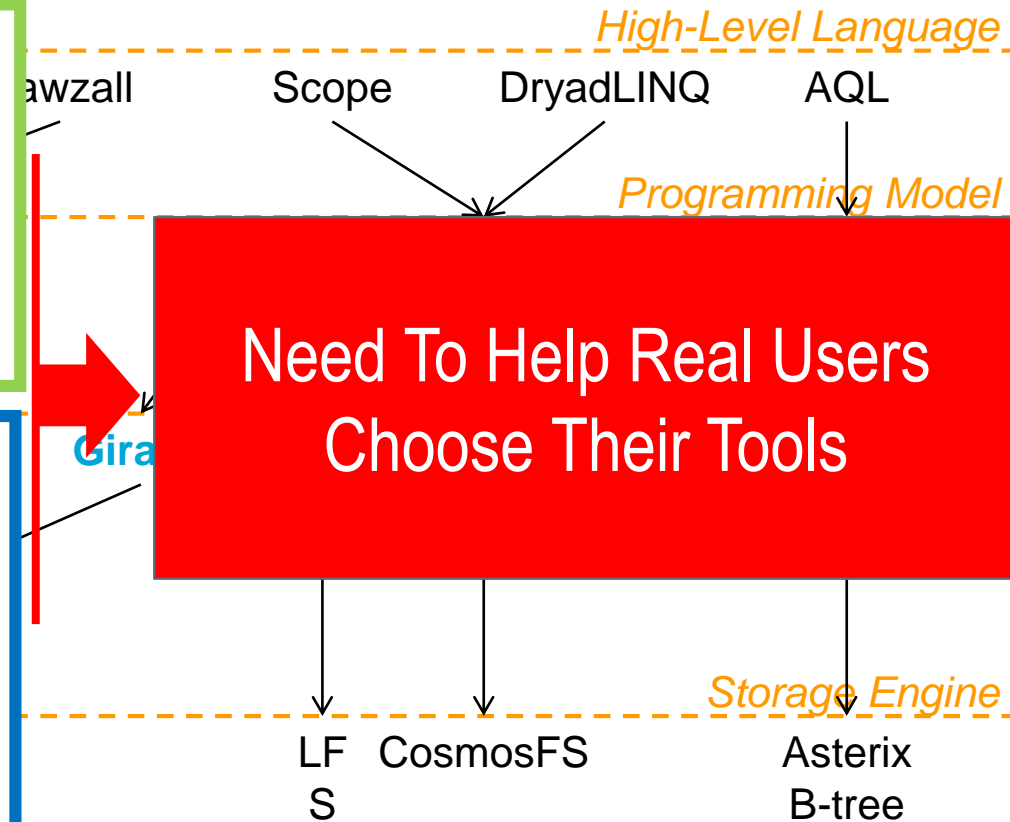 High-Level Language
awzall Scope DryadLINQ AQL
Programming Model
Need To Help Real Users
Choose Their Tools
Gira
Storage Engine
LF CosmosFS Asterix
S B-tree